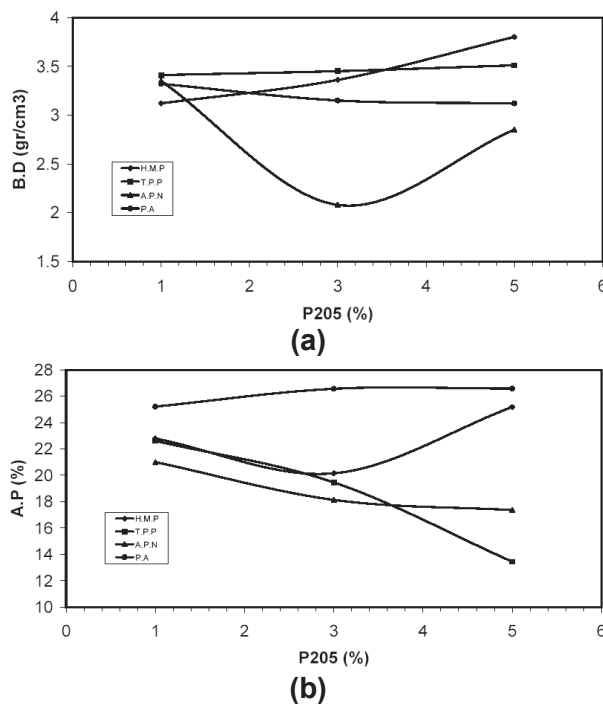 4
3.5
3
2.5
2
1.5
B.D (gr/cm3)
H.M.P
T.P.P
A.P.N
P.A
0 1 2 3 4 5 6
P205 (%)
(a)
28
26
24
22
20
18
16
14
12
10
A.P (%)
H.M.P
T.P.P
A.P.N
P.A
0 1 2 3 4 5 6
P205 (%)
(b)